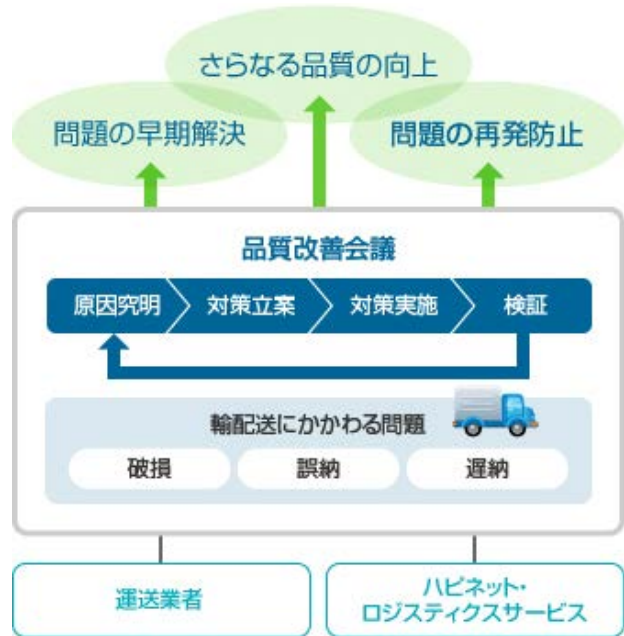 さらなる品質の向上
問題の早期解決
問題の再発防止
品質改善会議
原因究明
対策立案
対策実施
検証
輸配送にかかわる問題
破損
誤納
遅納
運送業者
ハピネット・
ロジスティクスサービス